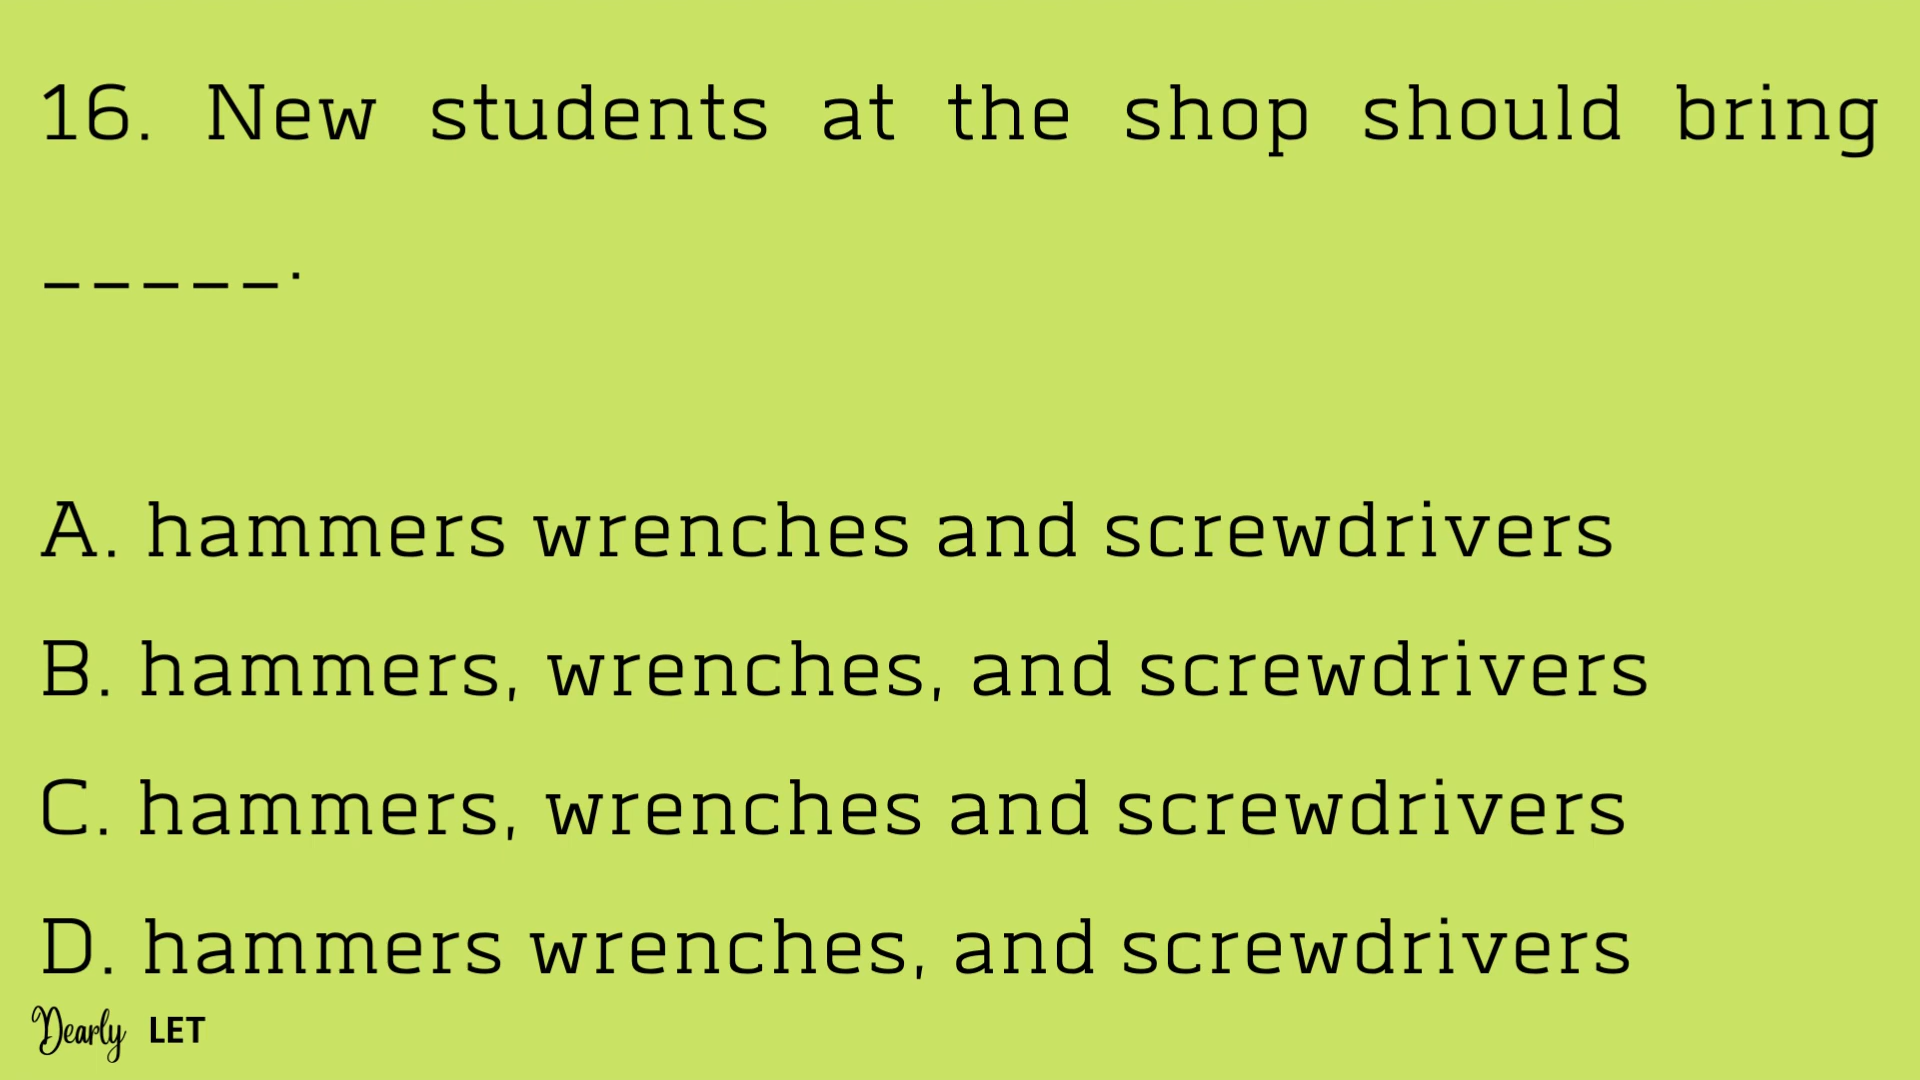 16. New students at the shop should bring
_____.
A. hammers wrenches and screwdrivers
B. hammers, wrenches, and screwdrivers
C. hammers, wrenches and screwdrivers
D. hammers wrenches, and screwdrivers
Dearly LET